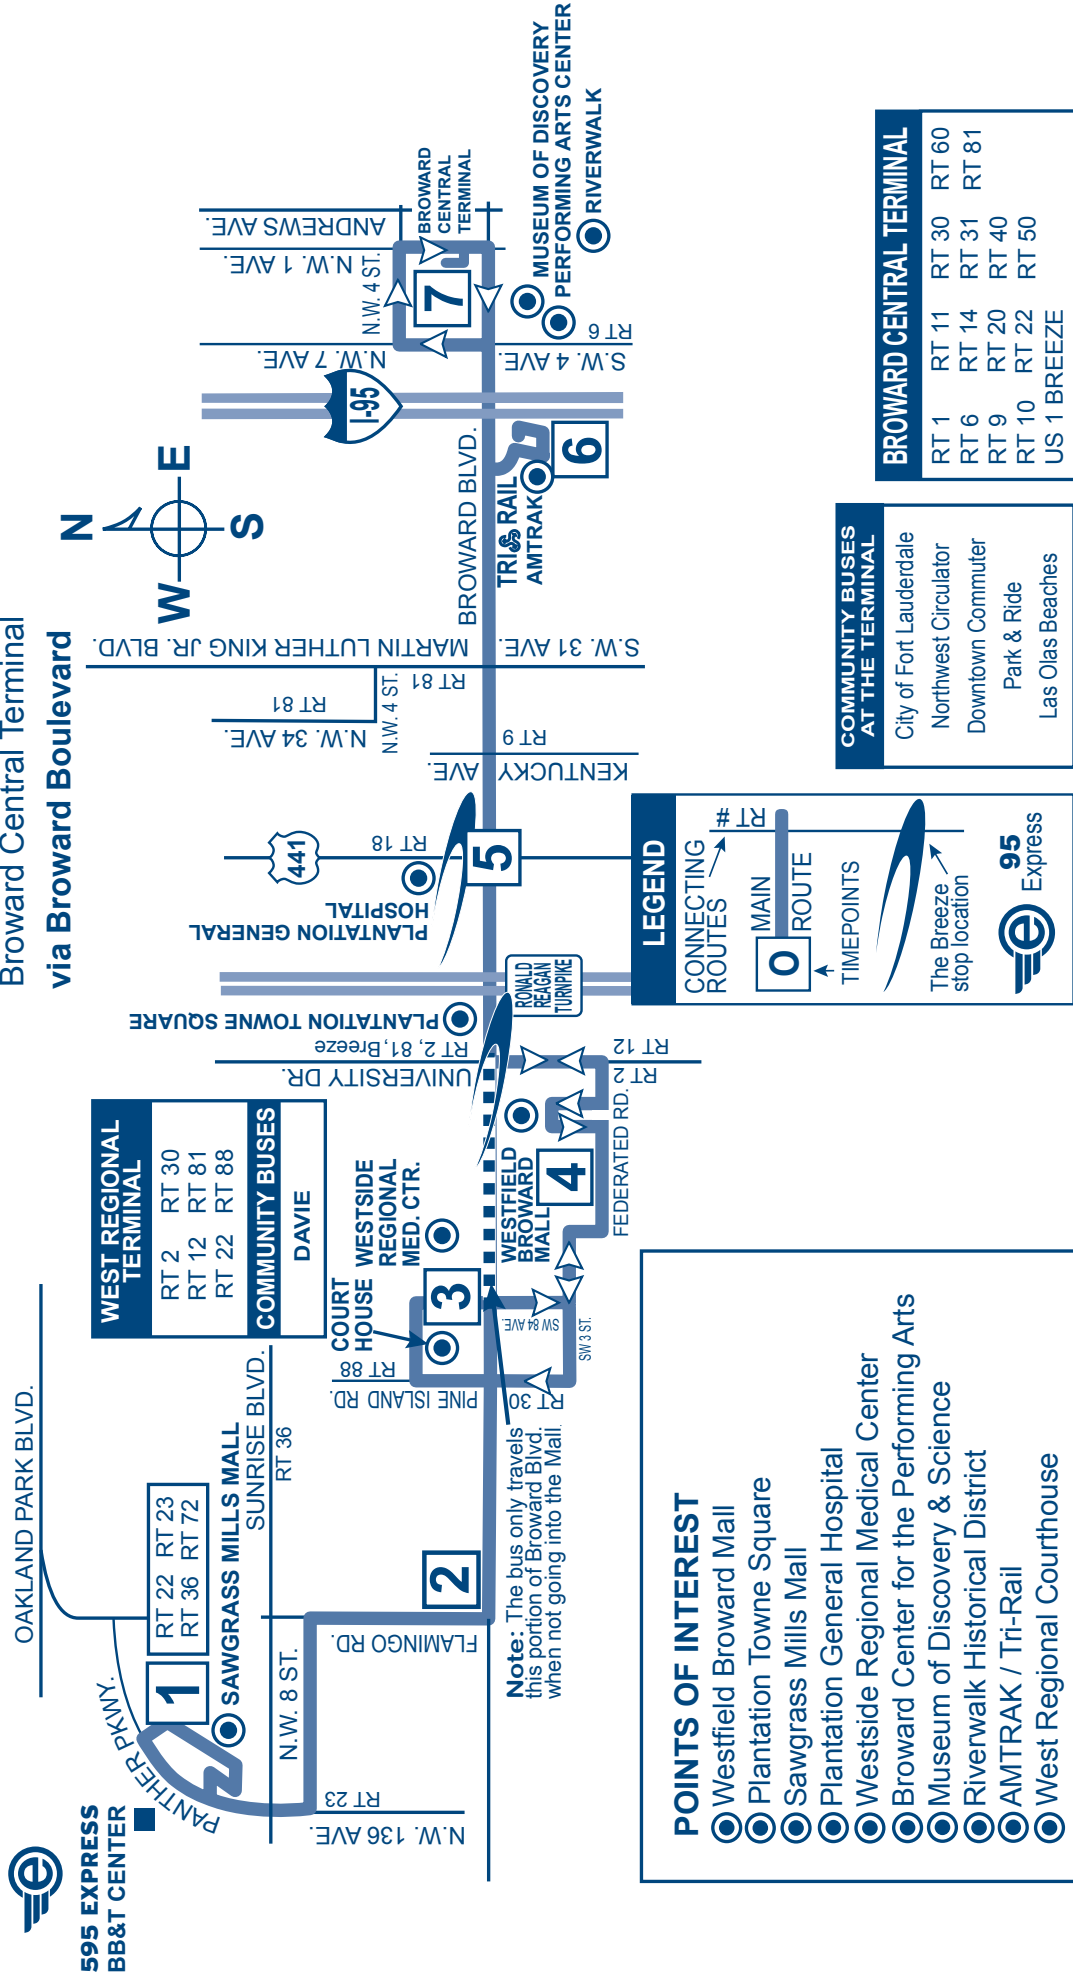 Broward Central Terminal
via Broward Boulevard
N
W
E
S
595 EXPRESS
BB&T CENTER
OAKLAND PARK BLVD.
PANTHER PKWY.
1
RT 22 RT 23
RT 36 RT 72
SAWGRASS MILLS MALL
SUNRISE BLVD.
RT 36
N.W. 8 ST.
N.W. 136 AVE.
RT 23
FLAMINGO RD.
2
Note: The bus only travels
this portion of Broward Blvd.
when not going into the Mall.
WEST REGIONAL
TERMINAL
RT 2 RT 30
RT 12 RT 81
RT 22 RT 88
COMMUNITY BUSES
DAVIE
COURT
HOUSE
WESTSIDE
REGIONAL
MED. CTR.
3
PINE ISLAND RD.
RT 88
RT 30
SW 84 AVE.
SW 3 ST.
WESTFIELD
BROWARD
MALL
4
FEDERATED RD.
UNIVERSITY DR.
RT 2, 81, Breeze
RT 2
RT 12
PLANTATION TOWNE SQUARE
RONALD
REAGAN
TURNPIKE
PLANTATION GENERAL
HOSPITAL
441
RT 18
5
KENTUCKY AVE.
RT 9
N.W. 34 AVE.
RT 81
N.W. 4 ST.
RT 81
MARTIN LUTHER KING JR. BLVD.
S.W. 31 AVE.
BROWARD BLVD.
TRI RAIL
AMTRAK
6
I-95
N.W. 7 AVE.
S.W. 4 AVE.
RT 6
N.W. 4 ST.
7
N.W. 1 AVE.
ANDREWS AVE.
BROWARD
CENTRAL
TERMINAL
MUSEUM OF DISCOVERY
PERFORMING ARTS CENTER
RIVERWALK
POINTS OF INTEREST
Westfield Broward Mall
Plantation Towne Square
Sawgrass Mills Mall
Plantation General Hospital
Westside Regional Medical Center
Broward Center for the Performing Arts
Museum of Discovery & Science
Riverwalk Historical District
AMTRAK / Tri-Rail
West Regional Courthouse
LEGEND
CONNECTING
ROUTES
RT #
O
MAIN
ROUTE
TIMEPOINTS
The Breeze
stop location
e
95
Express
COMMUNITY BUSES
AT THE TERMINAL
City of Fort Lauderdale
Northwest Circulator
Downtown Commuter
Park & Ride
Las Olas Beaches
BROWARD CENTRAL TERMINAL
RT 1 RT 11 RT 30 RT 60
RT 6 RT 14 RT 31 RT 81
RT 9 RT 20 RT 40
RT 10 RT 22 RT 50
US 1 BREEZE